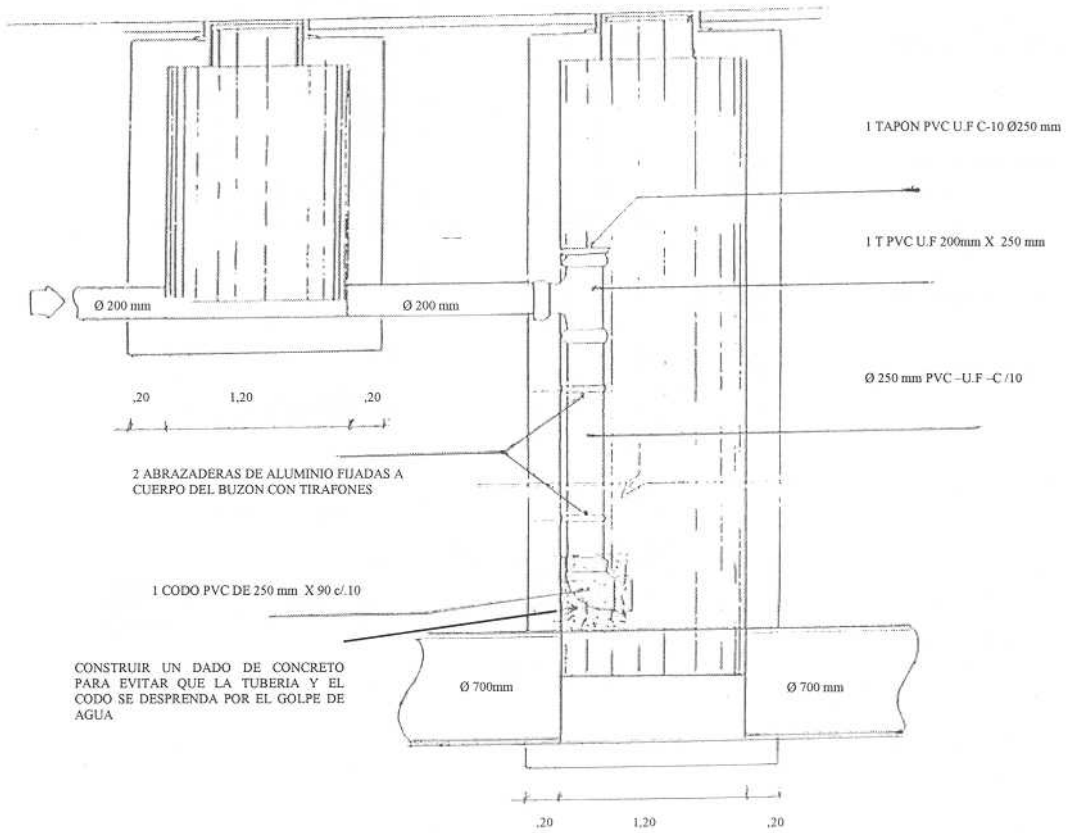 1 TAPON PVC U.F C-10 Ø250 mm
1 T PVC U.F 200mm X 250 mm
Ø 200 mm
Ø 200 mm
Ø 250 mm PVC –U.F –C /10
,20
1,20
,20
2 ABRAZADERAS DE ALUMINIO FIJADAS A
CUERPO DEL BUZON CON TIRAFONES
1 CODO PVC DE 250 mm X 90 c/.10
CONSTRUIR UN DADO DE CONCRETO
PARA EVITAR QUE LA TUBERIA Y EL
CODO SE DESPRENDA POR EL GOLPE DE
AGUA
Ø 700mm
Ø 700 mm
,20
1,20
,20